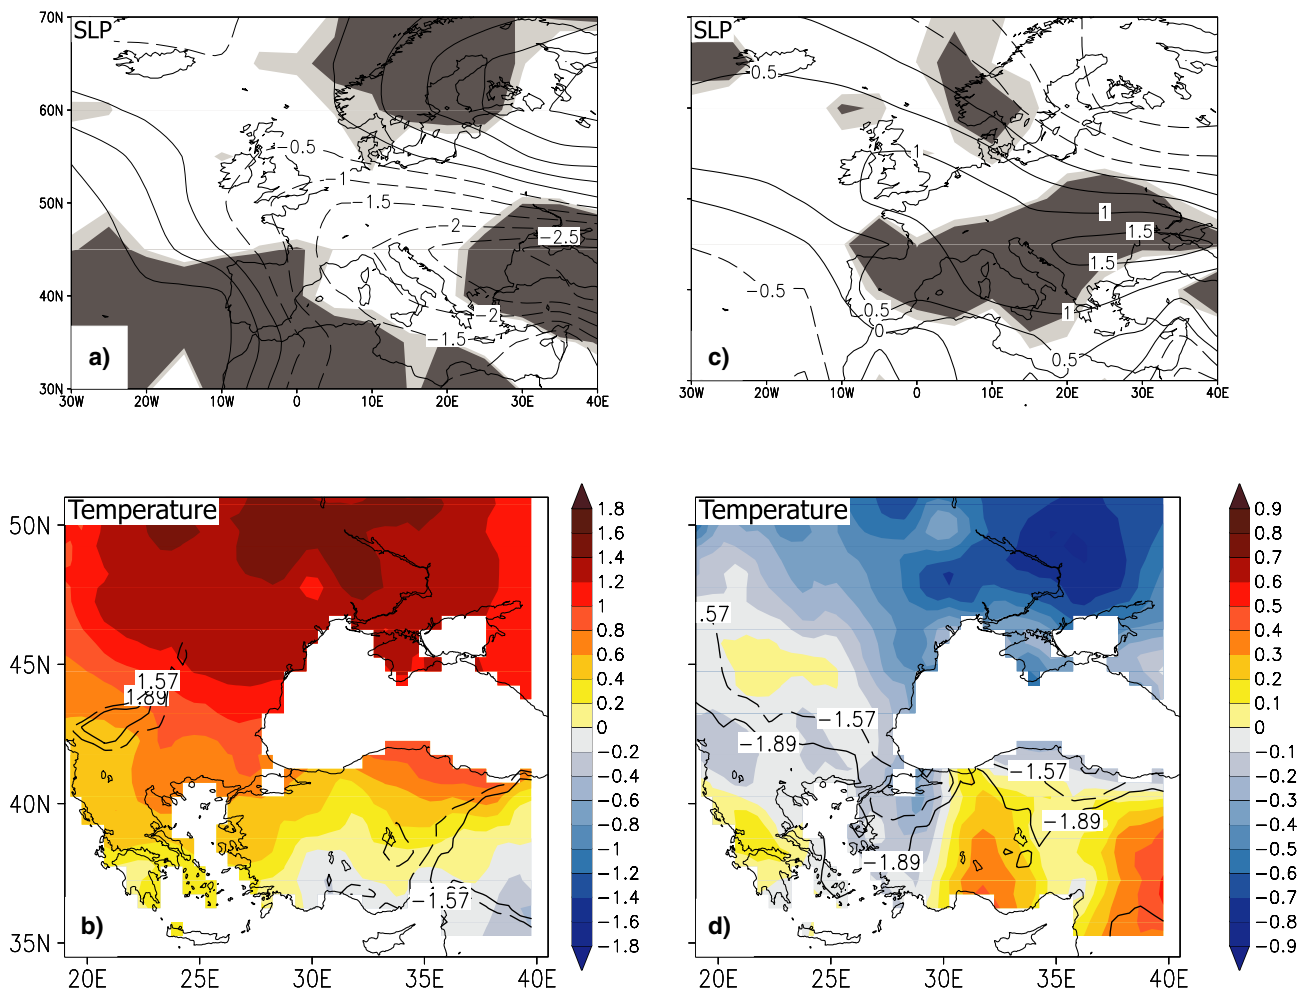 SLP
70N
60N
50N
40N
30N
30W
20W
10W
0
10E
20E
30E
40E
−0.5
1
−1.5
2
−2.5
−2
−1.5
a)
SLP
0.5
1
1
1.5
1.5
−0.5
0.5
0
1
0.5
c)
30W
20W
10W
0
10E
20E
30E
40E
Temperature
50N
45N
40N
35N
20E
25E
30E
35E
40E
1.57
1.89
−1.57
b)
1.8
1.6
1.4
1.2
1
0.8
0.6
0.4
0.2
0
−0.2
−0.4
−0.6
−0.8
−1
−1.2
−1.4
−1.6
−1.8
Temperature
.57
−1.57
−1.89
−1.57
−1.89
−1.89
d)
20E
25E
30E
35E
40E
0.9
0.8
0.7
0.6
0.5
0.4
0.3
0.2
0.1
0
−0.1
−0.2
−0.3
−0.4
−0.5
−0.6
−0.7
−0.8
−0.9